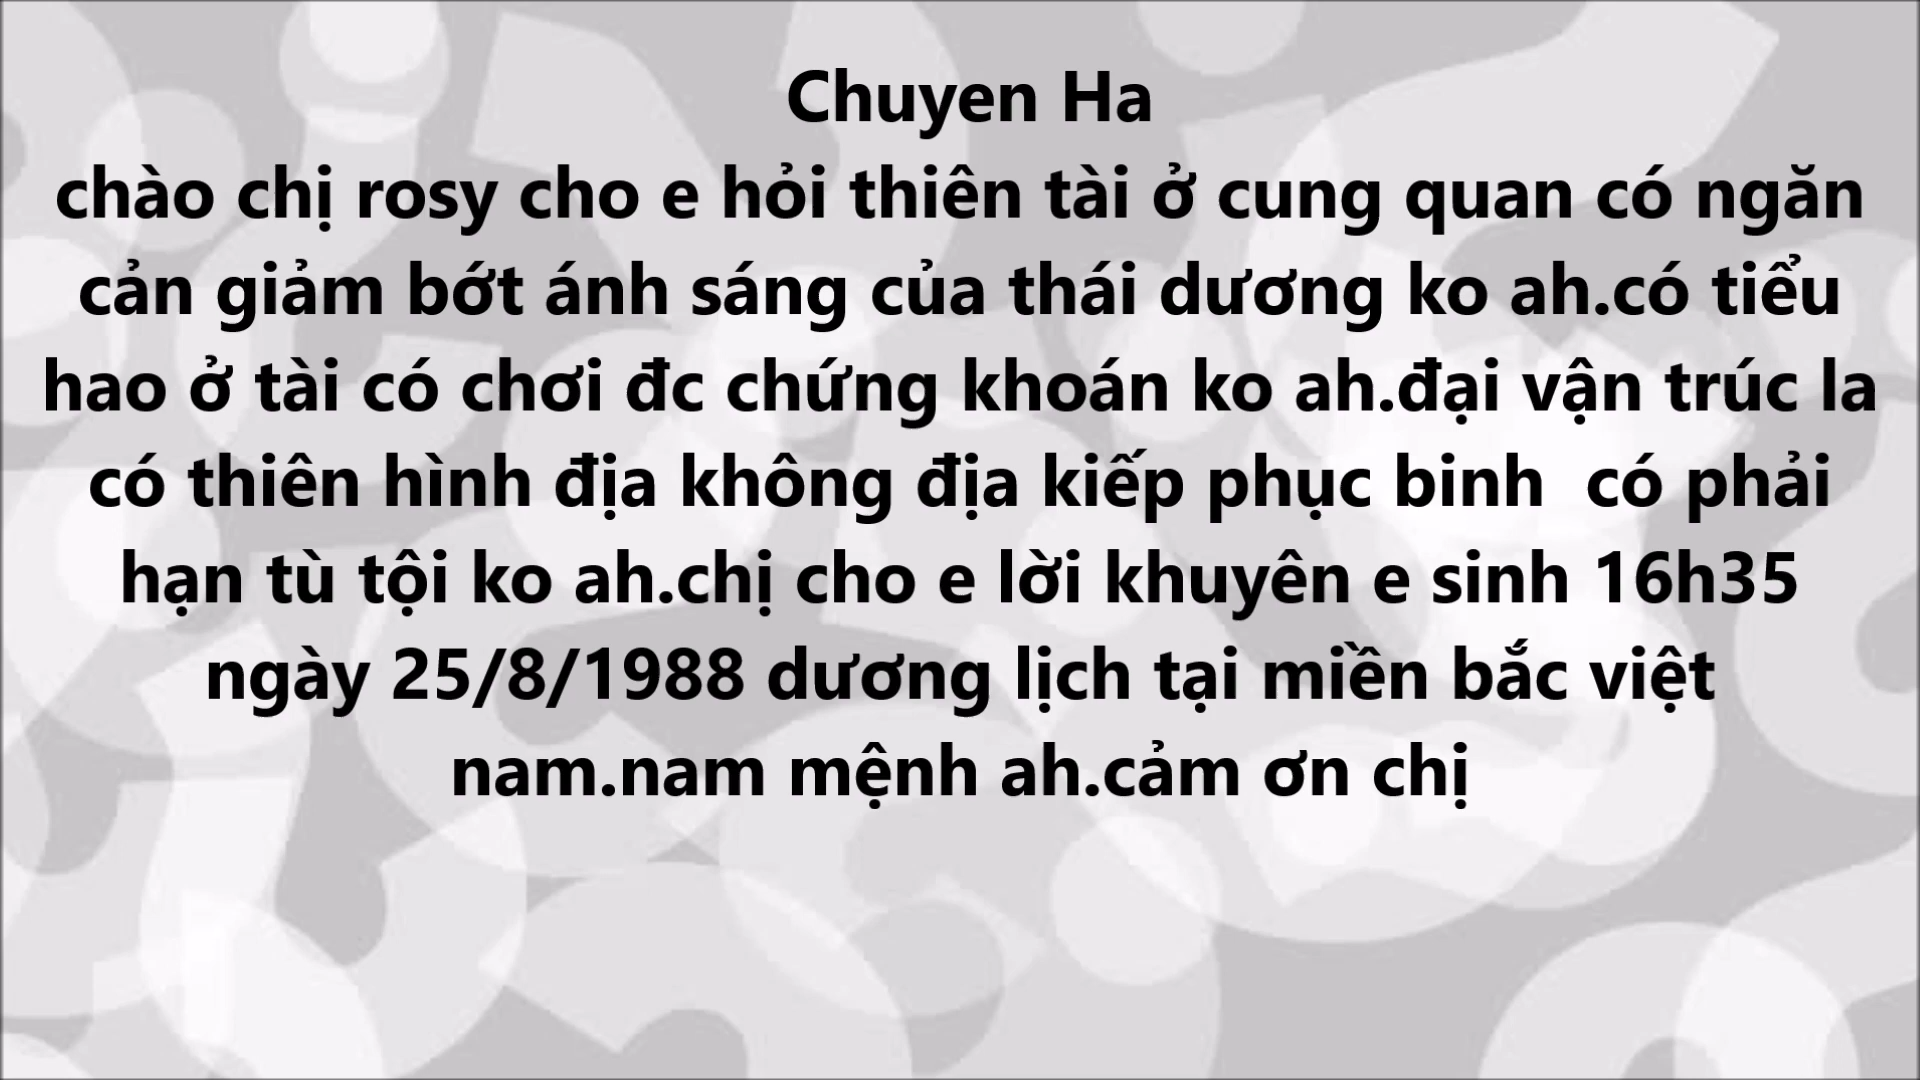 Chuyen Ha
chào chị rosy cho e hỏi thiên tài ở cung quan có ngăn
cản giảm bớt ánh sáng của thái dương ko ah.có tiểu
hao ở tài có chơi đc chứng khoán ko ah.đại vận trúc la
có thiên hình địa không địa kiếp phục binh  có phải
hạn tù tội ko ah.chị cho e lời khuyên e sinh 16h35
ngày 25/8/1988 dương lịch tại miền bắc việt
nam.nam mệnh ah.cảm ơn chị